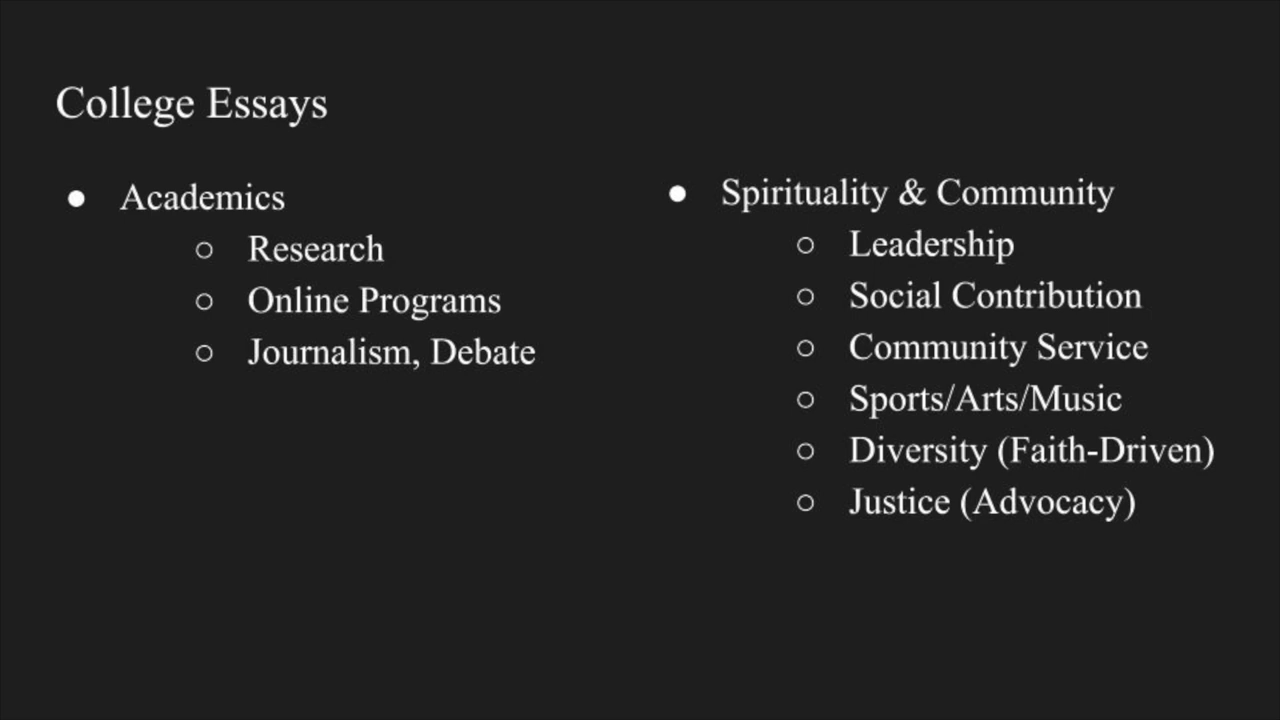 College Essays
● Academics
○ Research
○ Online Programs
○ Journalism, Debate
● Spirituality & Community
○ Leadership
○ Social Contribution
○ Community Service
○ Sports/Arts/Music
○ Diversity (Faith-Driven)
○ Justice (Advocacy)